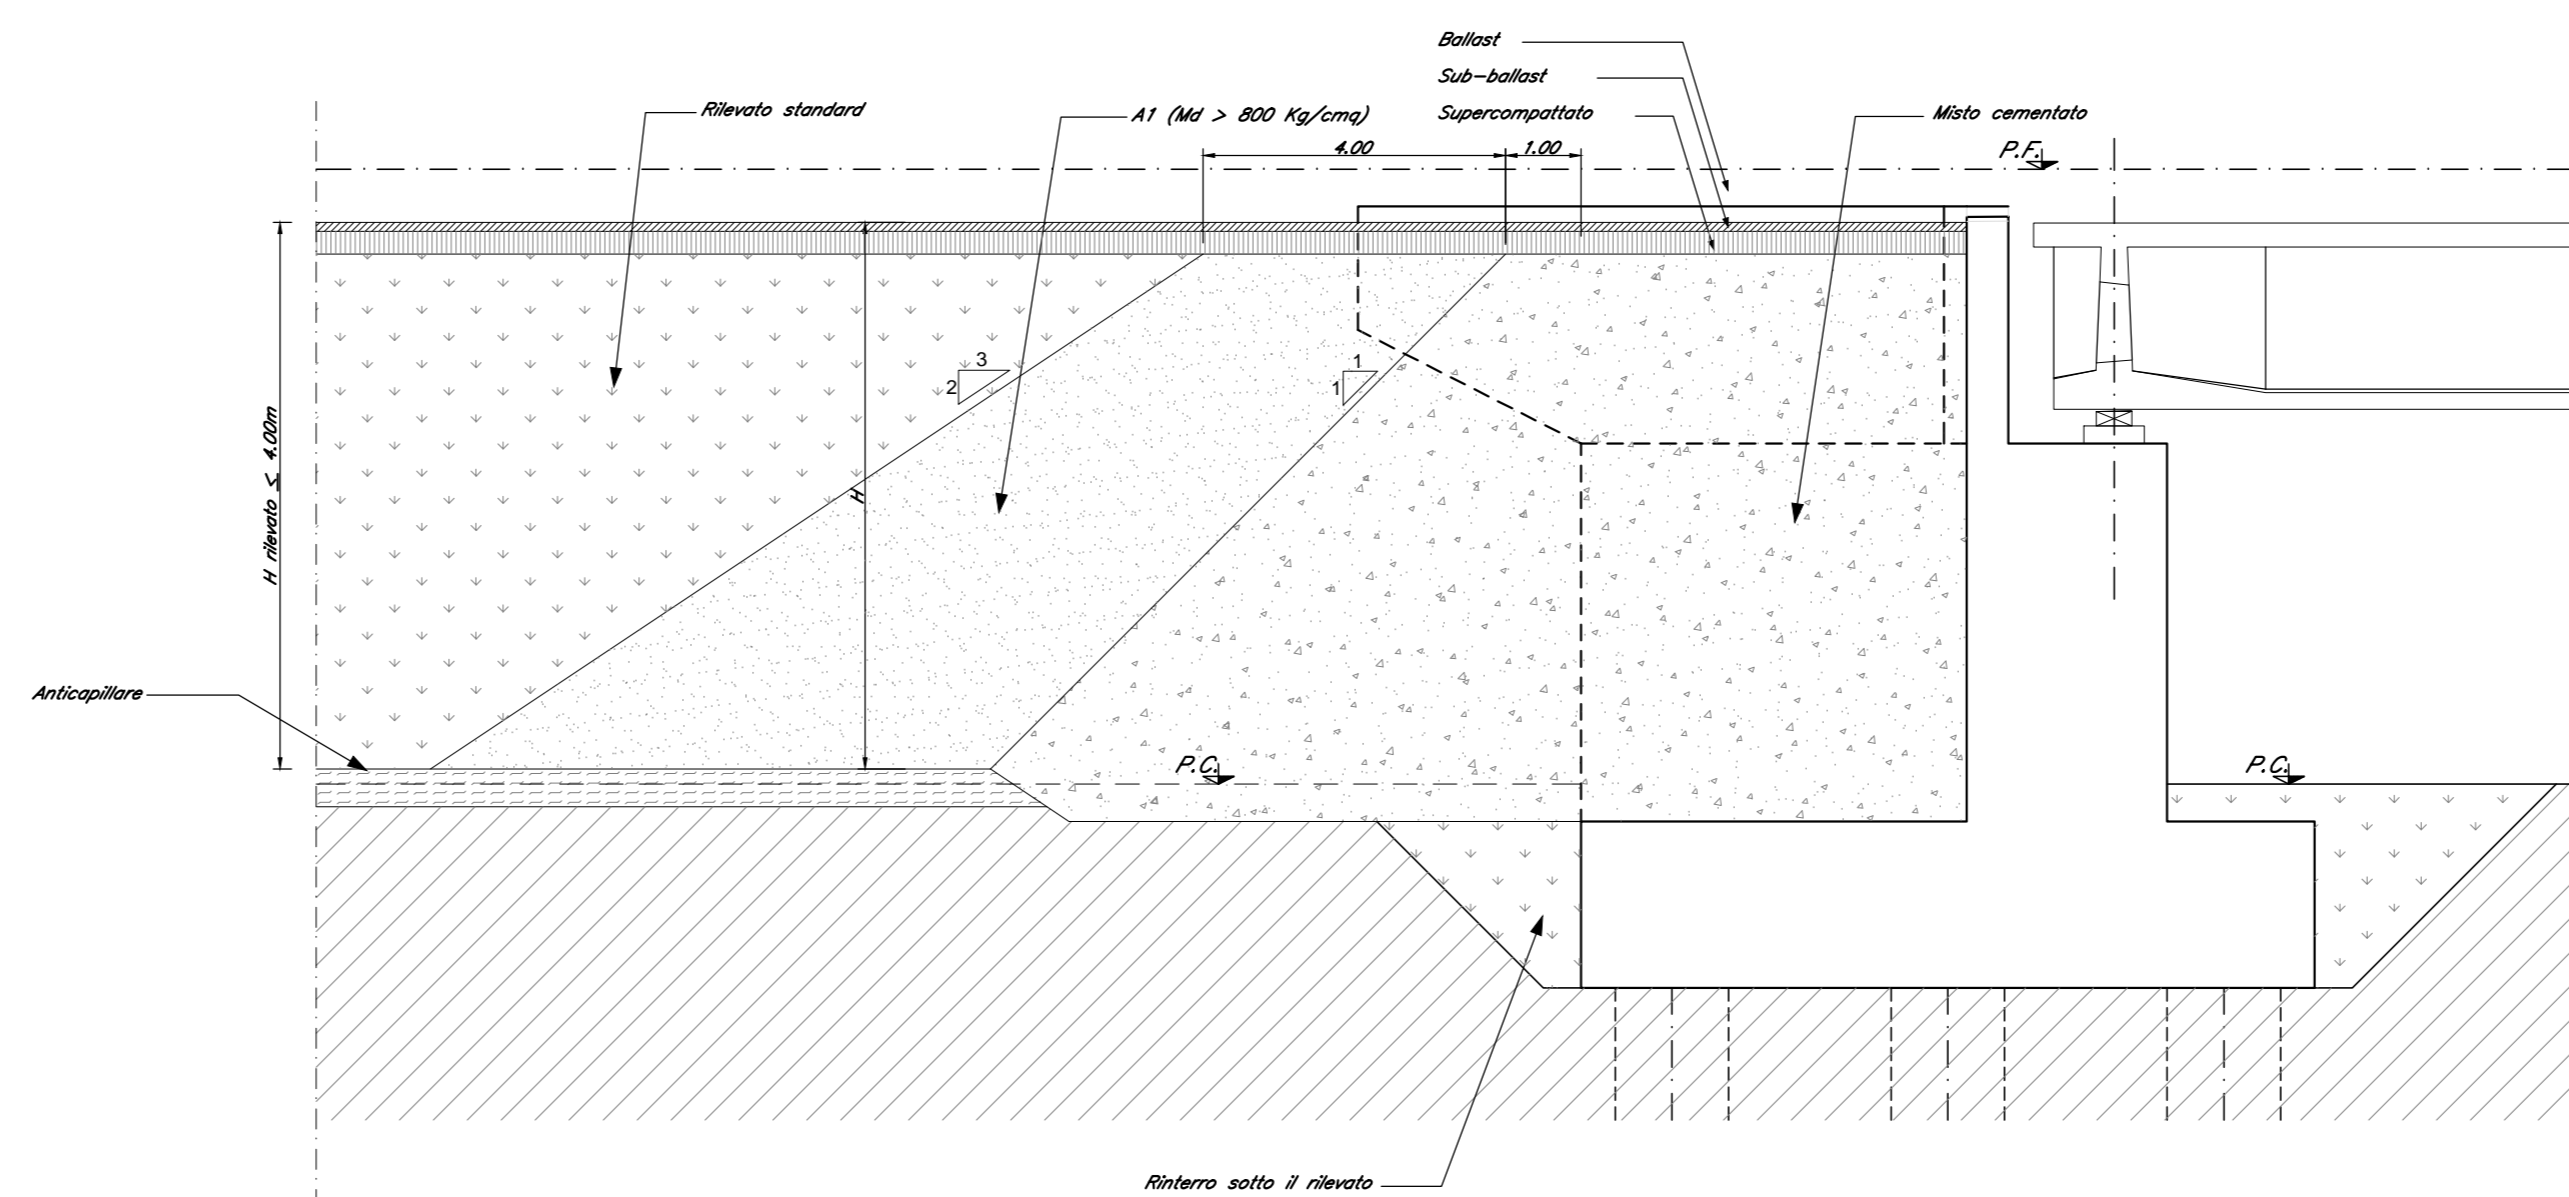 Ballast
Sub-ballast
Supercompattato
Rilevato standard
A1 (Md > 800 Kg/cmq)
Misto cementato
4.00
1.00
P.F.
3
2
1
1
H rilevato ≤ 4.00m
H
Anticapillare
P.C.
P.C.
Rinterro sotto il rilevato